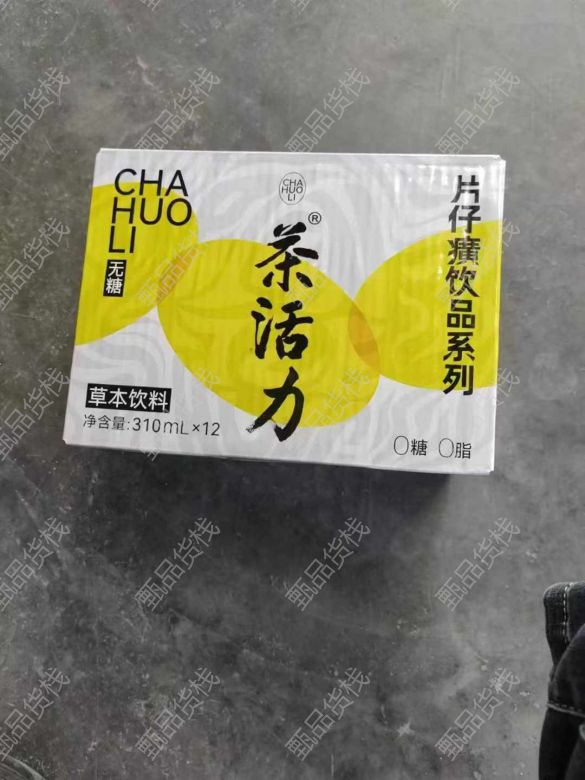 CHA
HUO
LI
无糖
CHA
HUO
LI
茶活力
®
片仔癀饮品系列
草本饮料
净含量:310mL×12
0糖 0脂
甄品货栈